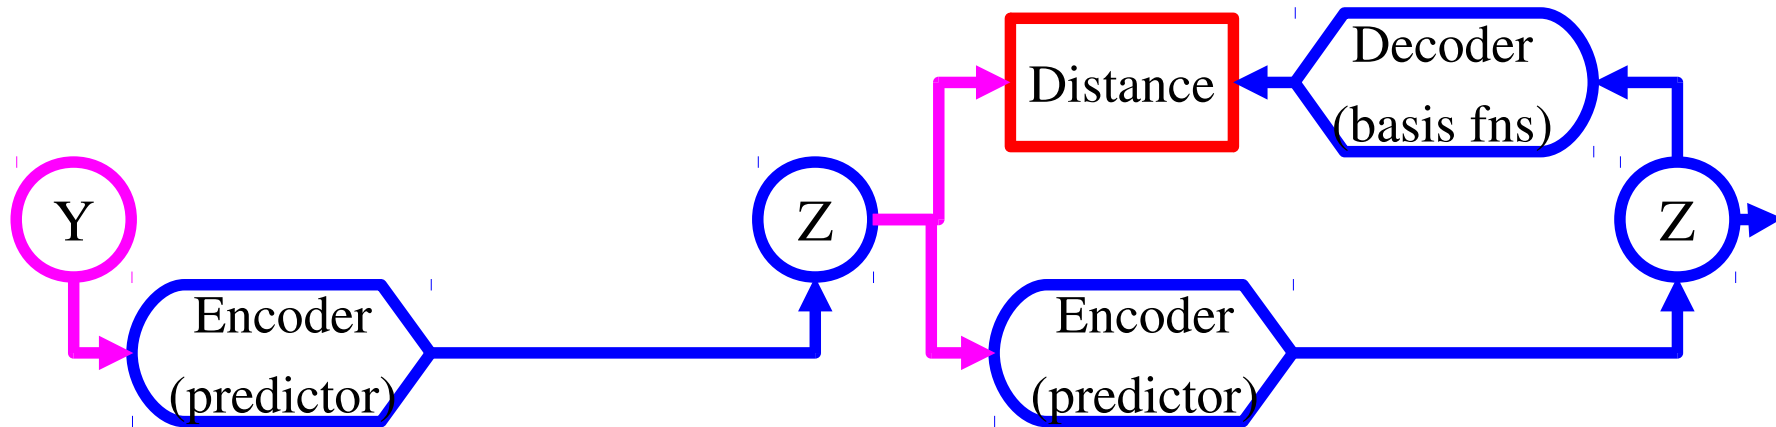 Distance
Decoder
(basis fns)
Y
Z
Z
Encoder
(predictor)
Encoder
(predictor)